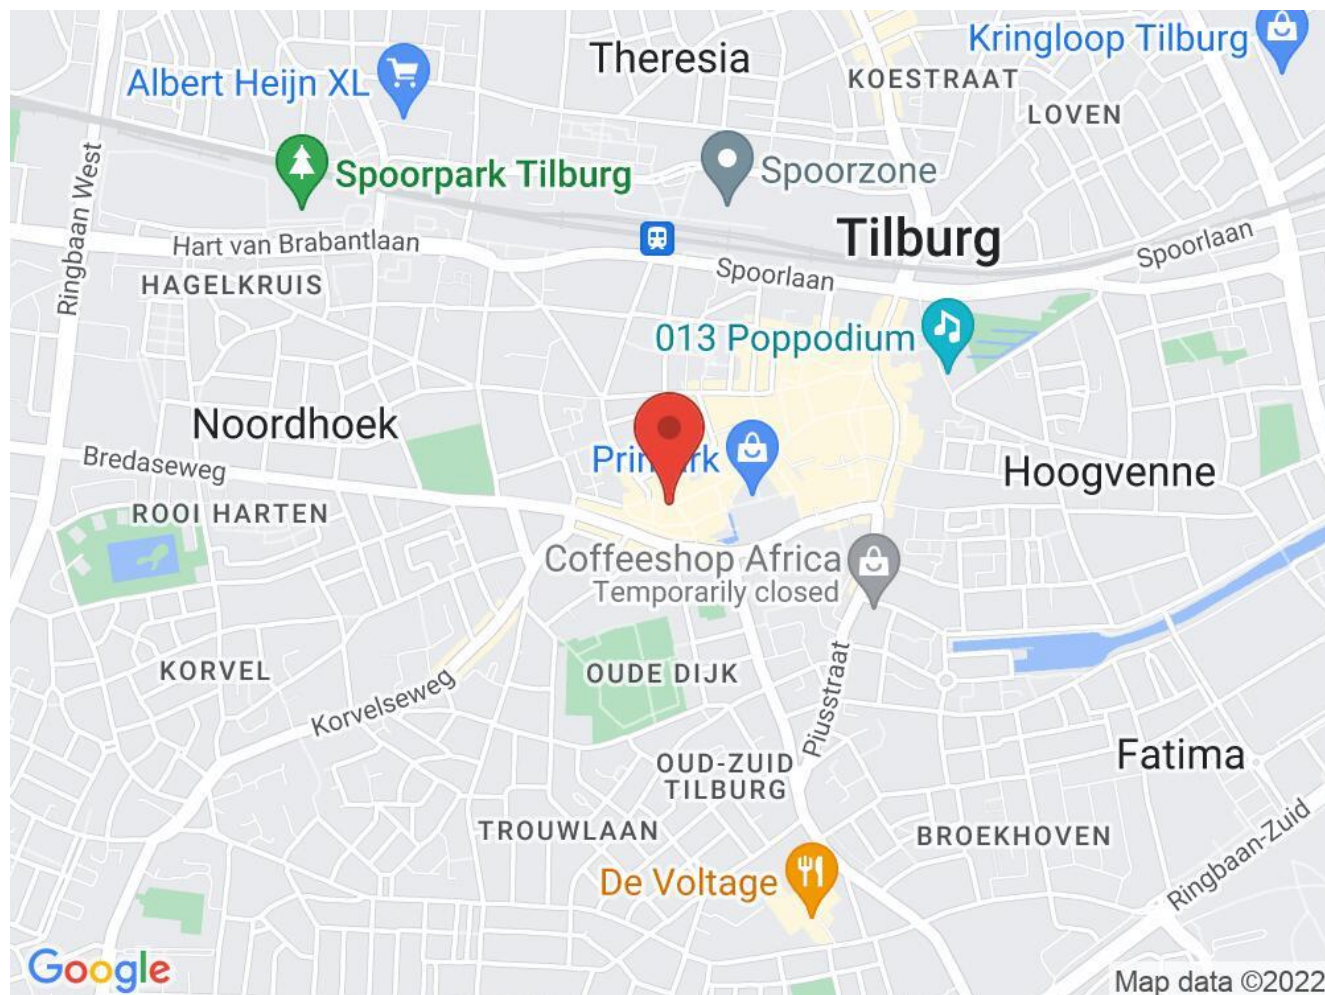 Kringloop Tilburg
Theresia
Albert Heijn XL
KOESTRAAT
LOVEN
Ringbaan West
Spoorpark Tilburg
Spoorzone
Tilburg
Hart van Brabantlaan
Spoorlaan
Spoorlaan
HAGELKRUIS
013 Poppodium
Noordhoek
Bredaseweg
Hoogvenne
ROOI HARTEN
Coffeeshop Africa
Temporarily closed
KORVEL
OUDE DIJK
Korvelseweg
Piusstraat
Fatima
OUD-ZUID
TILBURG
TROUWLAAN
BROEKHOVEN
Ringbaan-Zuid
De Voltage
Google
Map data ©2022